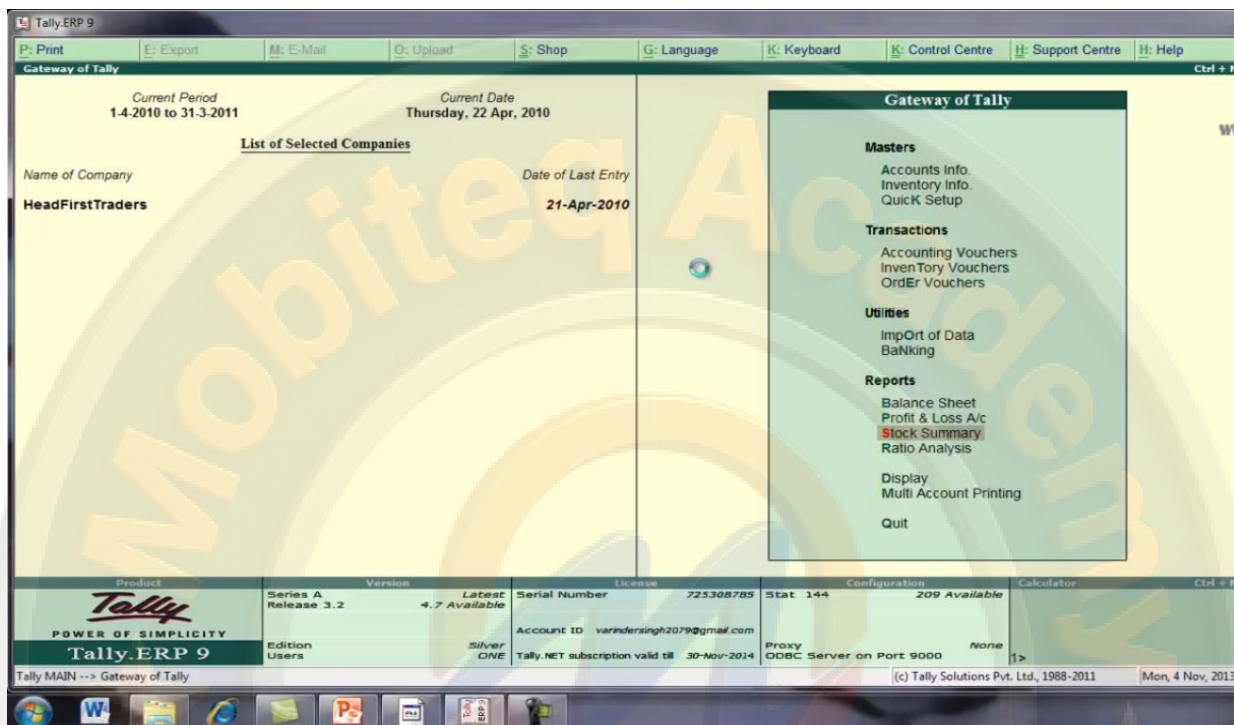 Tally.ERP 9
P: Print E: Export M: E-Mail O: Upload S: Shop G: Language K: Keyboard K: Control Centre H: Support Centre H: Help
Gateway of Tally Ctrl +
Current Period Current Date
1-4-2010 to 31-3-2011 Thursday, 22 Apr, 2010
List of Selected Companies
Name of Company Date of Last Entry
HeadFirstTraders 21-Apr-2010
Gateway of Tally
Masters
Accounts Info.
Inventory Info.
QuicK Setup
Transactions
Accounting Vouchers
InvenTory Vouchers
OrdEr Vouchers
Utilities
ImpOrt of Data
BaNking
Reports
Balance Sheet
Profit & Loss A/c
Stock Summary
Ratio Analysis
Display
Multi Account Printing
Quit
Mobiteq Academy
Product Version License Configuration Calculator Ctrl +
Tally
POWER OF SIMPLICITY
Tally.ERP 9
Series A Latest
Release 3.2 4.7 Available
Edition Silver
Users ONE
Serial Number 725308785
Account ID varindersingh2079@gmail.com
Tally.NET subscription valid till 30-Nov-2014
Stat 144 209 Available
Proxy None
ODBC Server on Port 9000
1>
Tally MAIN --> Gateway of Tally (c) Tally Solutions Pvt. Ltd., 1988-2011 Mon, 4 Nov, 2013